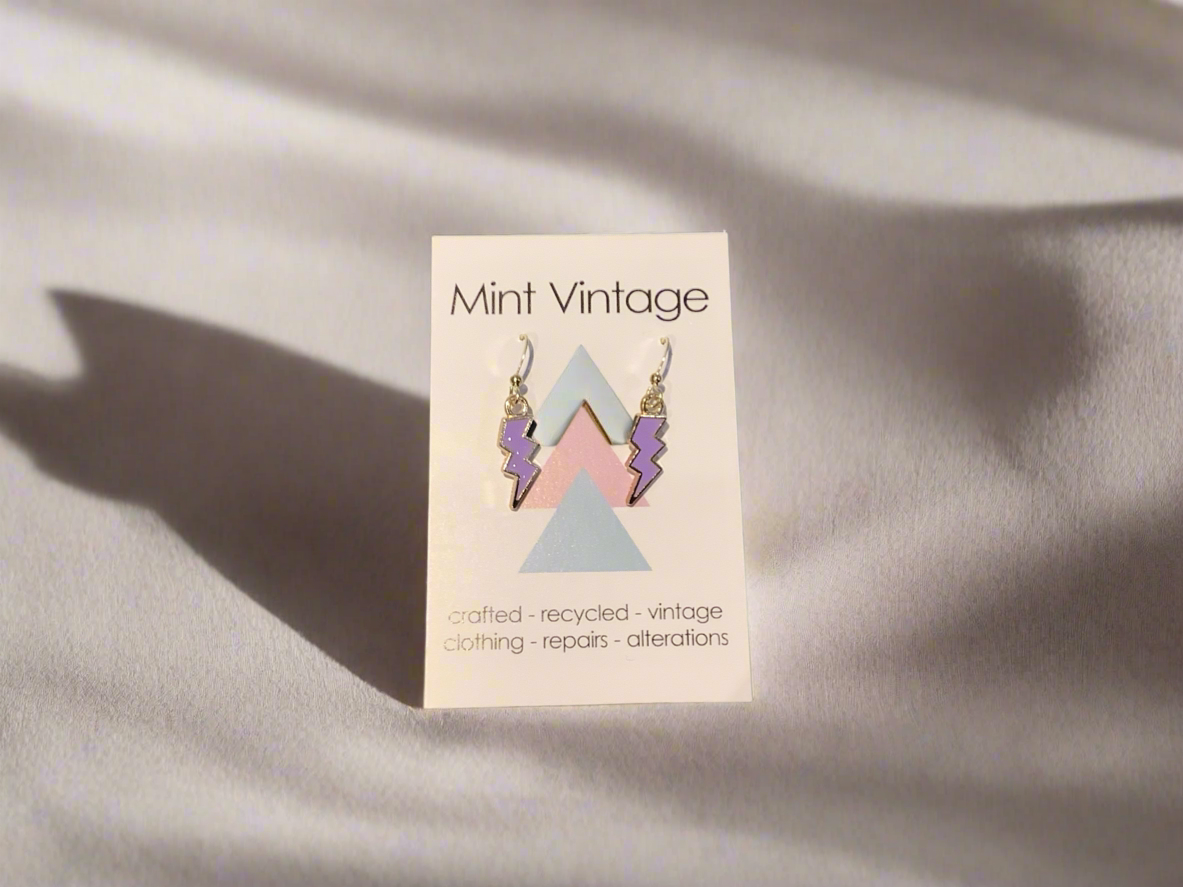 Mint Vintage
crafted - recycled - vintage
clothing - repairs - alterations